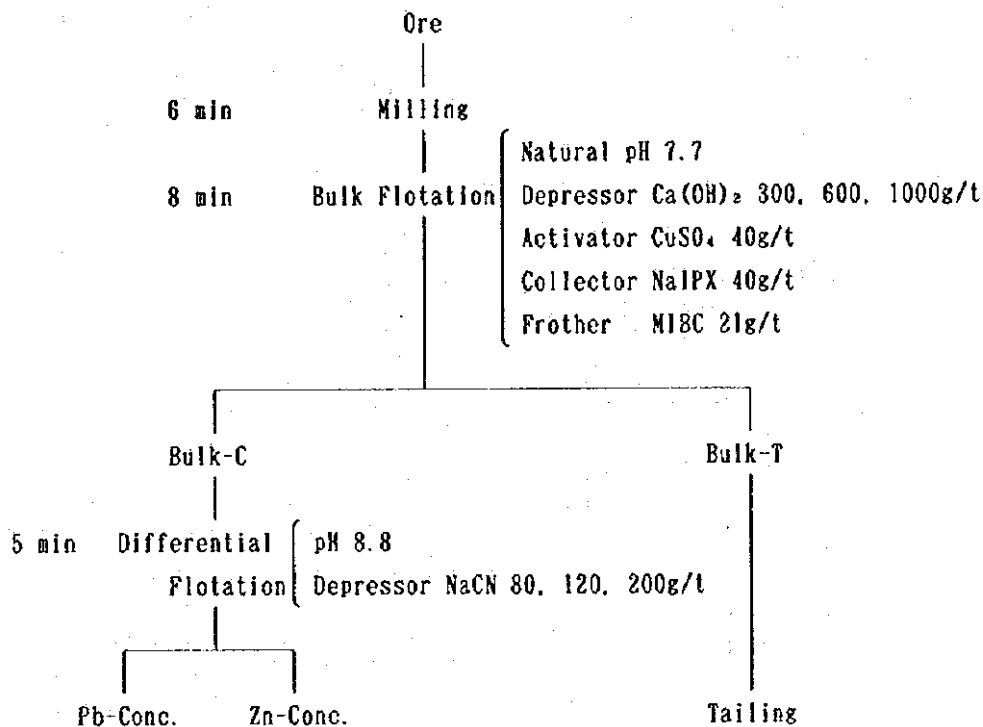 Ore
6 min Milling
Natural pH 7.7
8 min Bulk Flotation Depressor Ca(OH)₂ 300, 600, 1000g/t
Activator CuSO₄ 40g/t
Collector NaIPX 40g/t
Frother MIBC 21g/t
Bulk-C Bulk-T
5 min Differential pH 8.8
Flotation Depressor NaCN 80, 120, 200g/t
Pb-Conc. Zn-Conc. Tailing